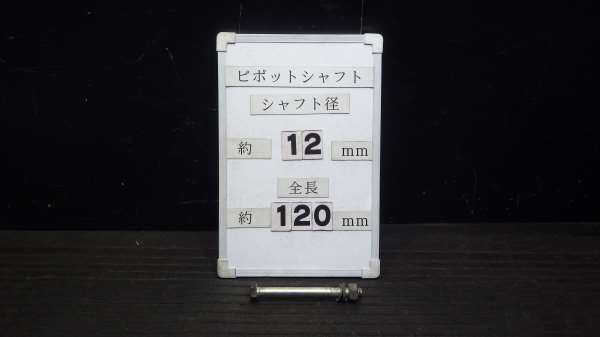 ピボットシャフト
シャフト径
約 12 mm
全長
約 120 mm